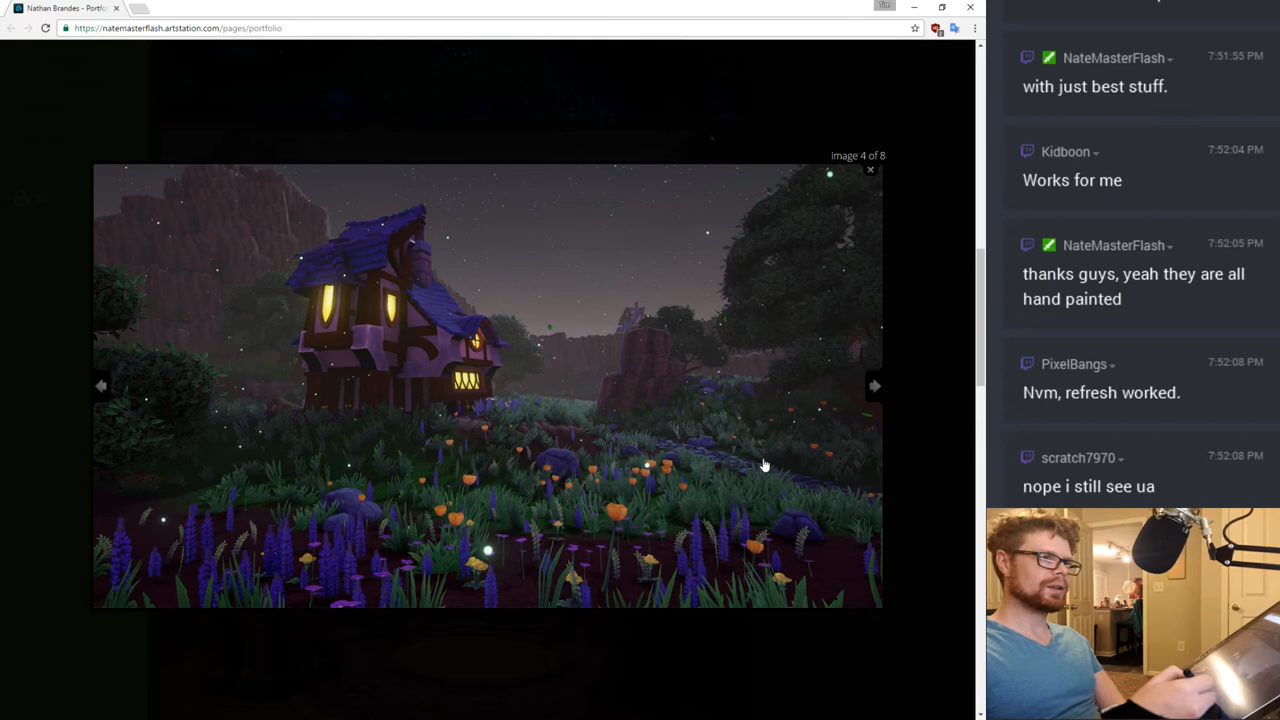 Nathan Brandes - Portfo
Tim
https://natemasterflash.artstation.com/pages/portfolio
image 4 of 8
NateMasterFlash
7:51:55 PM
with just best stuff.
Kidboon
7:52:04 PM
Works for me
NateMasterFlash
7:52:05 PM
thanks guys, yeah they are all
hand painted
PixelBangs
7:52:08 PM
Nvm, refresh worked.
scratch7970
7:52:08 PM
nope i still see ua